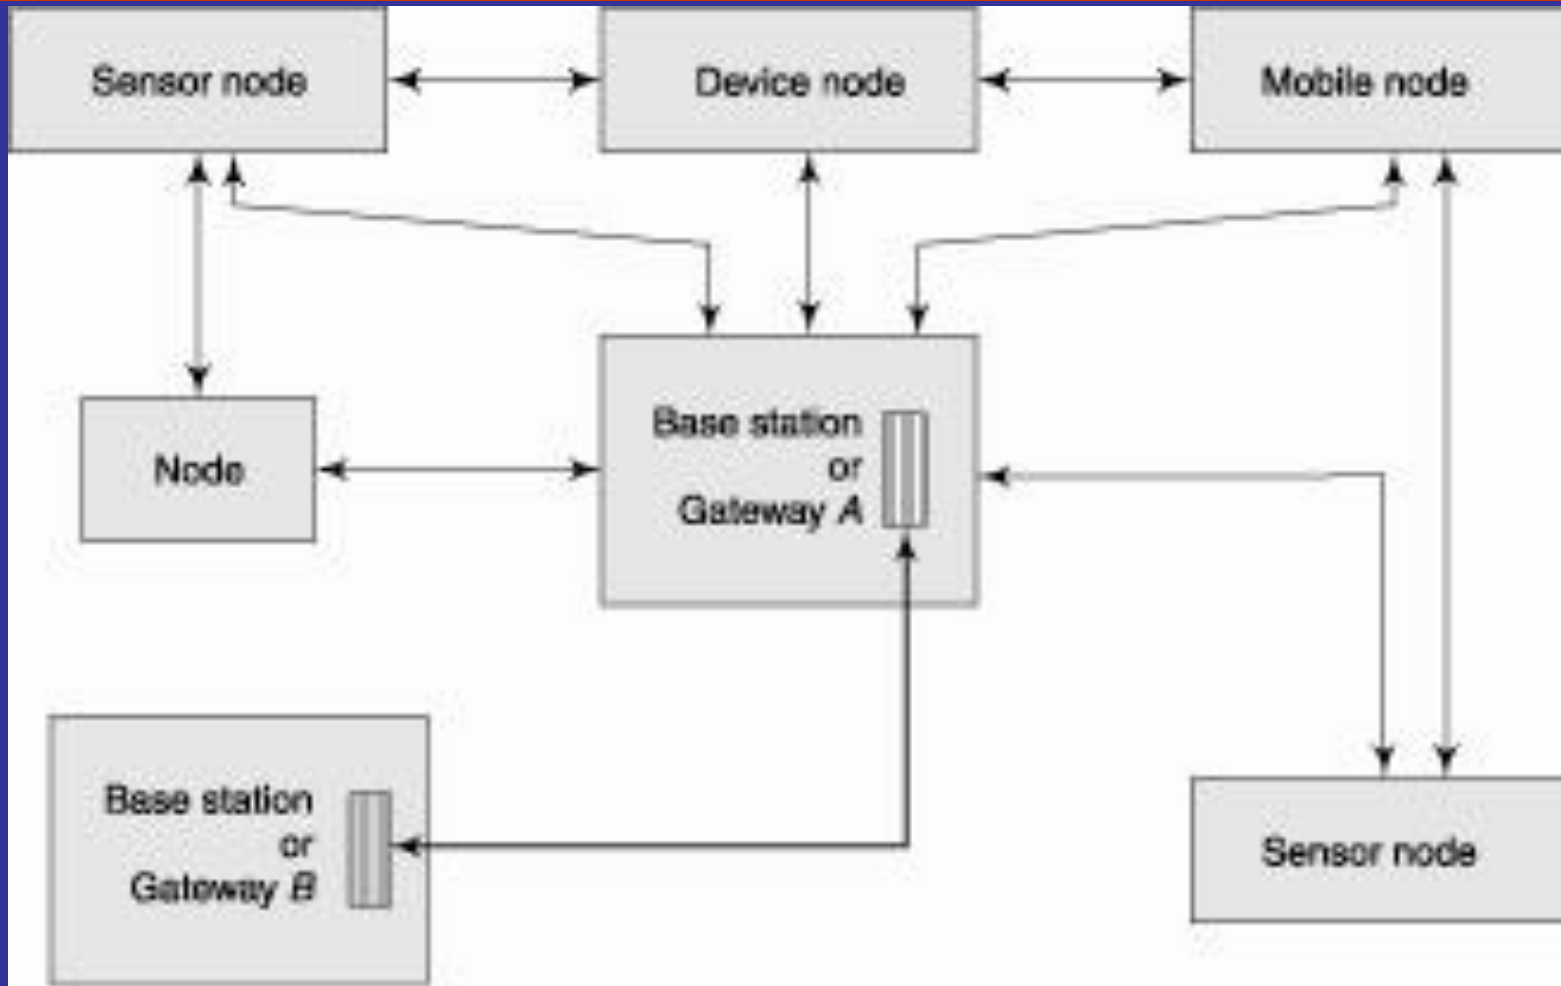 Sensor node
Device node
Mobile node
Base station
or
Gateway A
Node
Base station
or
Gateway B
Sensor node